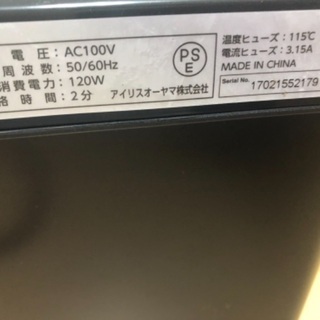 電 圧：AC100V
周 波 数：50/60Hz
消費電力：120W
格 時 間：2分
PS
E
アイリスオーヤマ株式会社
温度ヒューズ：115℃
電流ヒューズ：3.15A
MADE IN CHINA
Serial No. 17021552179